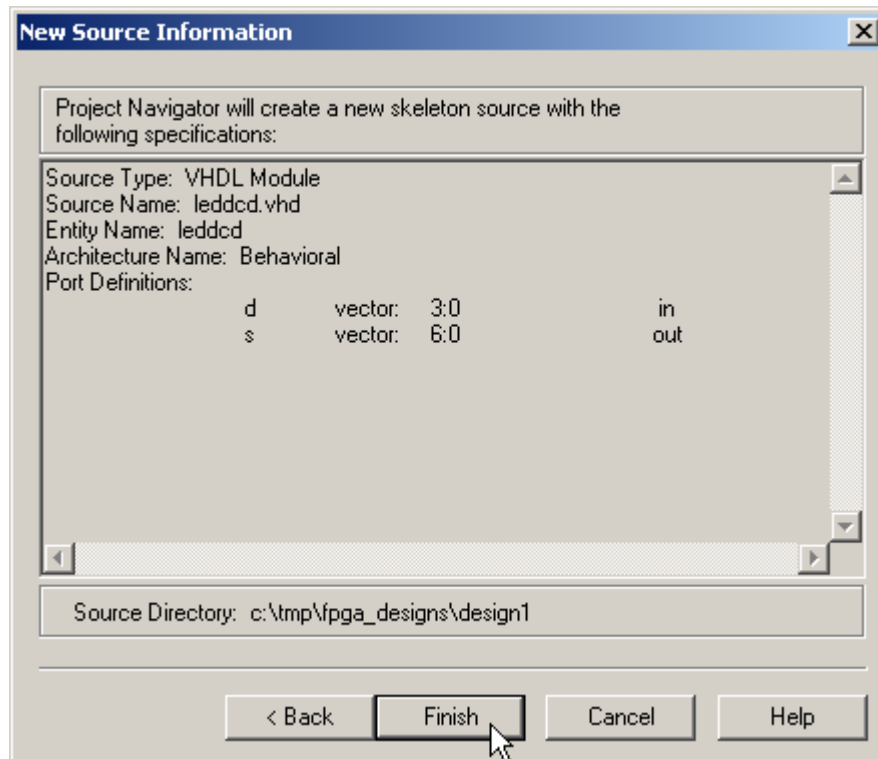 New Source Information
Project Navigator will create a new skeleton source with the
following specifications:
Source Type: VHDL Module
Source Name: leddcd.vhd
Entity Name: leddcd
Architecture Name: Behavioral
Port Definitions:
d vector: 3:0 in
s vector: 6:0 out
Source Directory: c:\tmp\fpga_designs\design1
< Back Finish Cancel Help